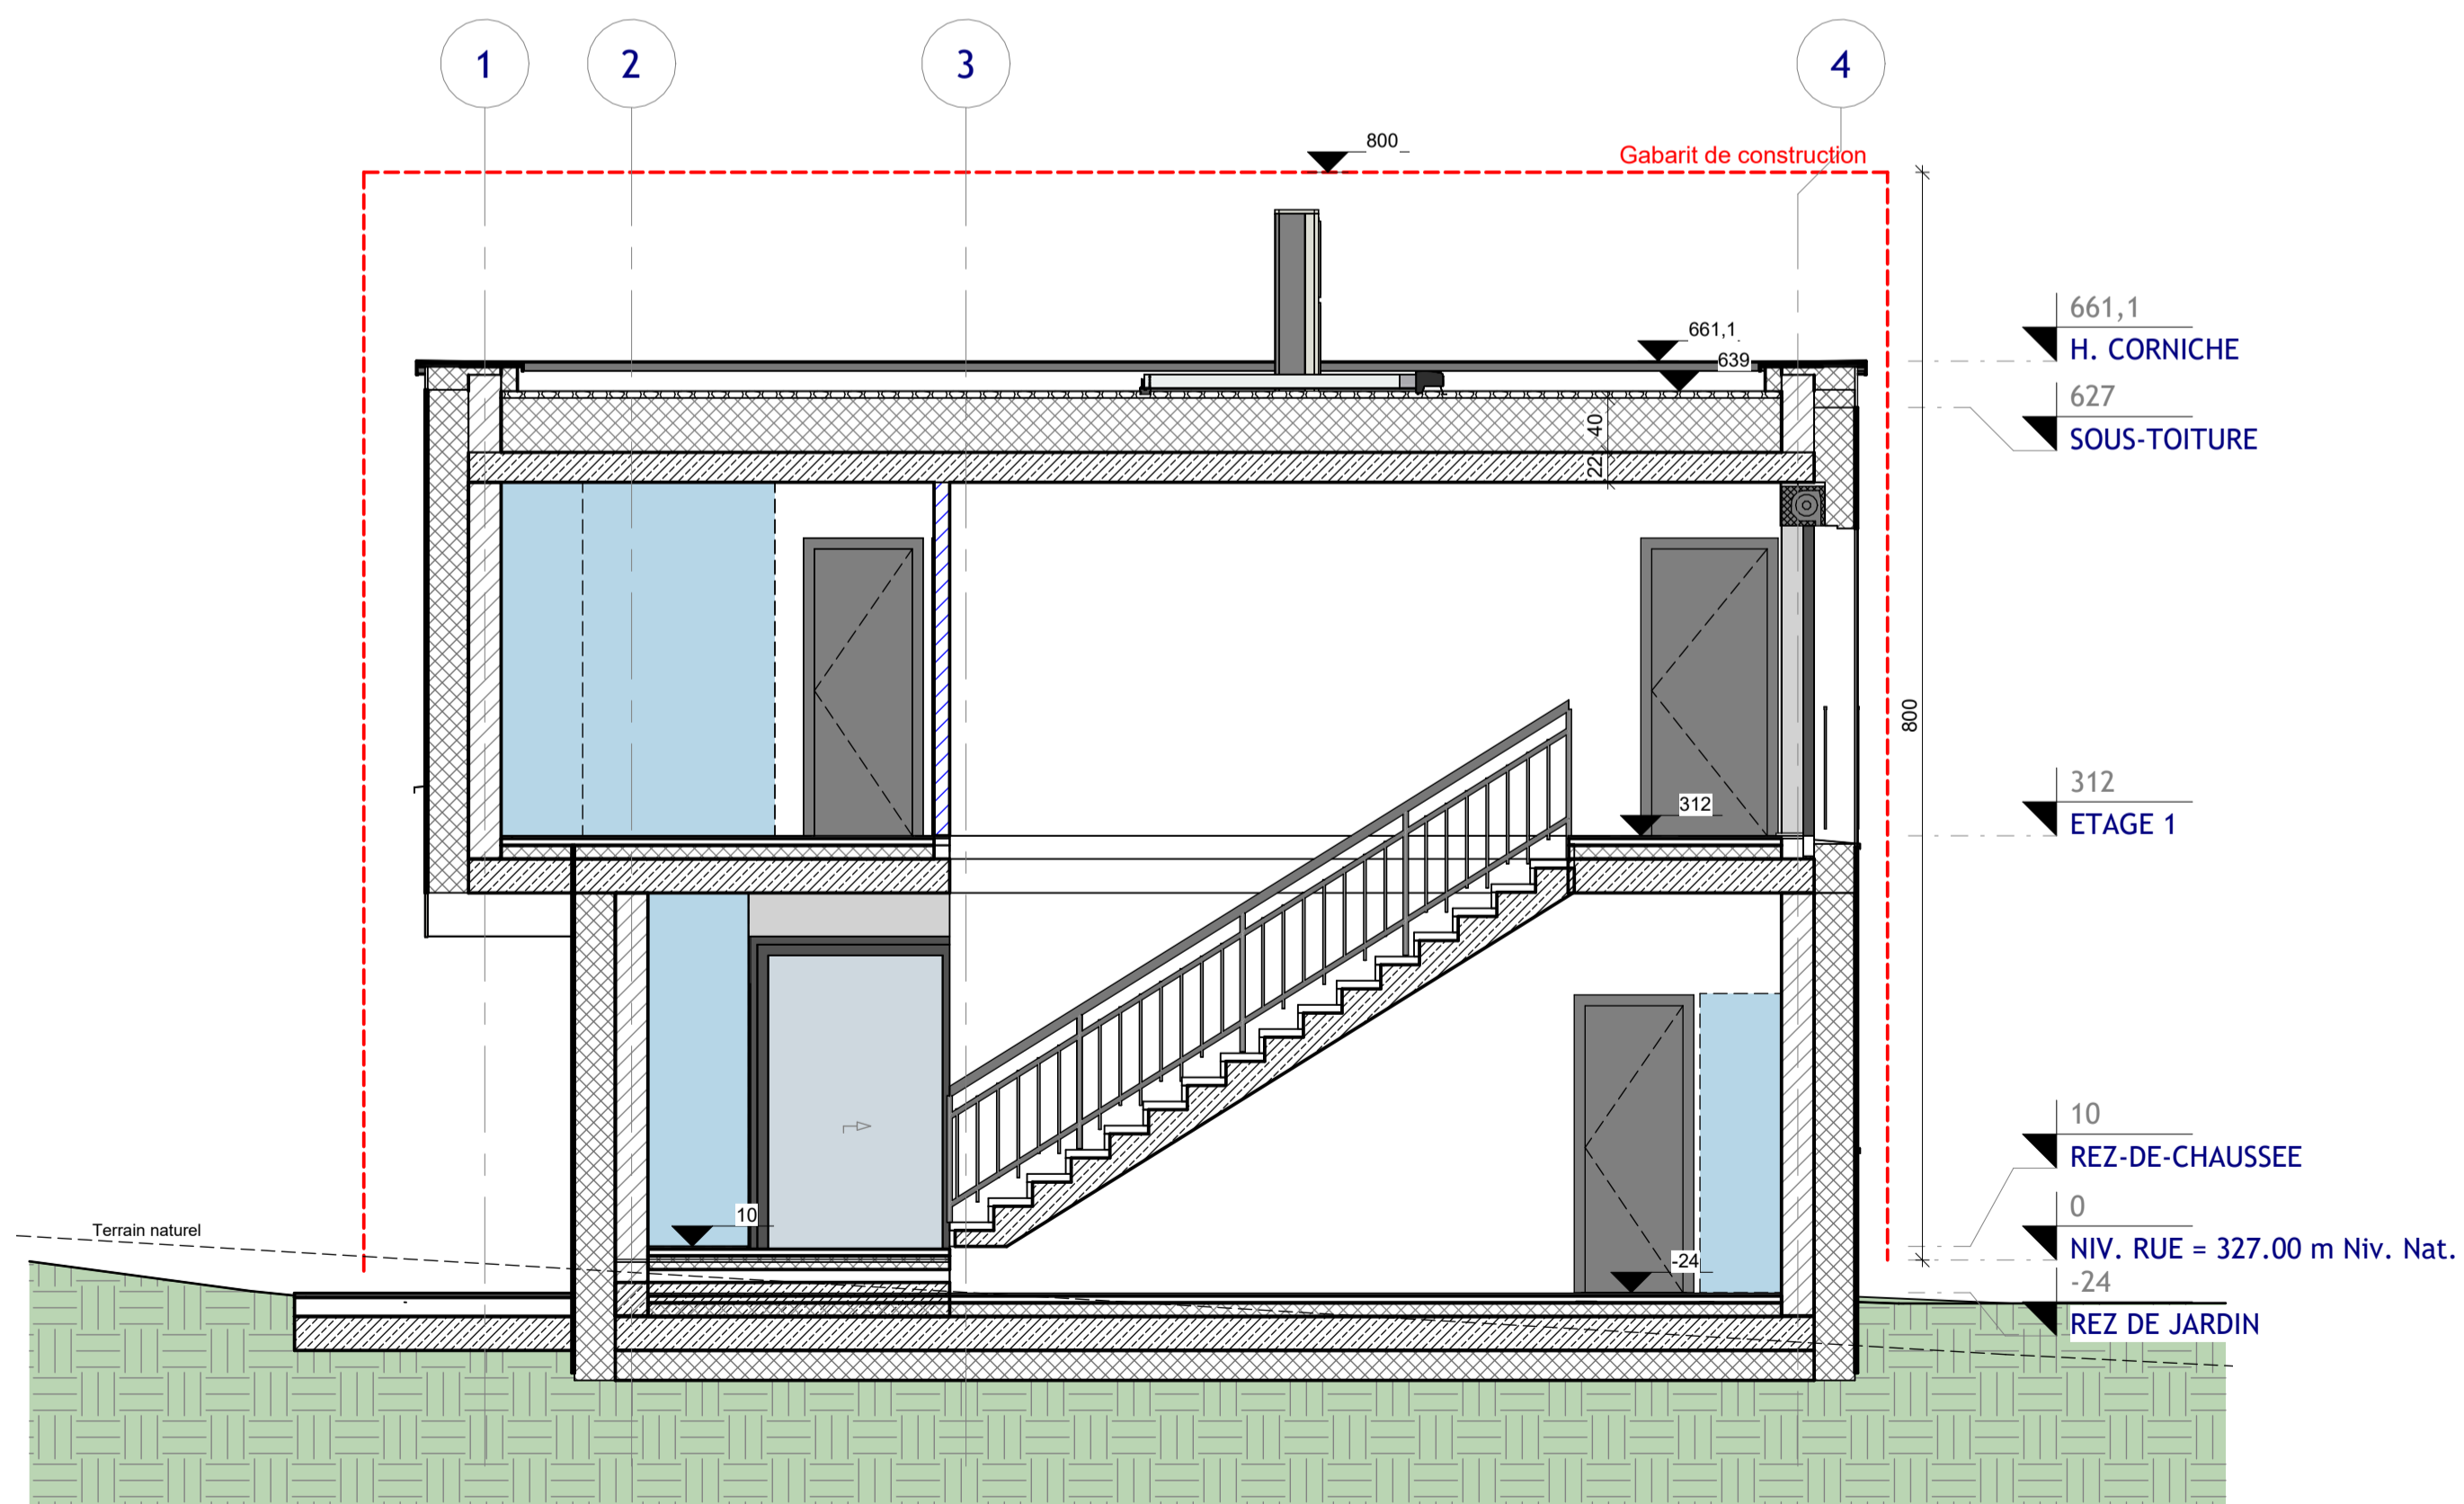 1
2
3
4
800
Gabarit de construction
661,1
639
40
22
661,1
H. CORNICHE
627
SOUS-TOITURE
800
312
312
ETAGE 1
10
REZ-DE-CHAUSSEE
Terrain naturel
10
0
NIV. RUE = 327.00 m Niv. Nat.
-24
-24
REZ DE JARDIN